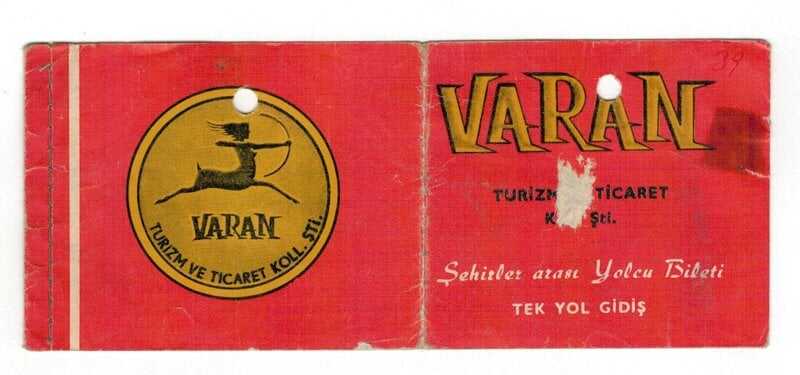 VARAN
TURİZM VE TİCARET KOLL. ŞTİ.
39
VARAN
TURİZM TİCARET
Şti.
Şehirler arası Yolcu Bileti
TEK YOL GİDİŞ